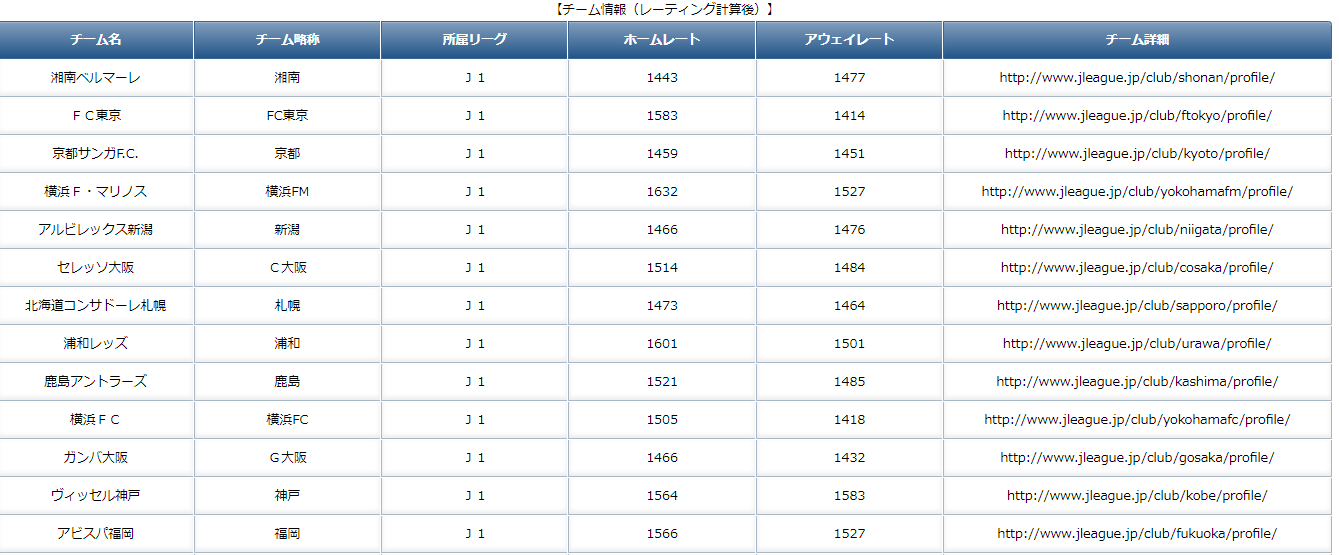 【チーム情報（レーティング計算後）】
チーム名 チーム略称 所属リーグ ホームレート アウェイレート チーム詳細
湘南ベルマーレ 湘南 Ｊ１ 1443 1477 http://www.jleague.jp/club/shonan/profile/
ＦＣ東京 FC東京 Ｊ１ 1583 1414 http://www.jleague.jp/club/ftokyo/profile/
京都サンガF.C. 京都 Ｊ１ 1459 1451 http://www.jleague.jp/club/kyoto/profile/
横浜Ｆ・マリノス 横浜FM Ｊ１ 1632 1527 http://www.jleague.jp/club/yokohamafm/profile/
アルビレックス新潟 新潟 Ｊ１ 1466 1476 http://www.jleague.jp/club/niigata/profile/
セレッソ大阪 Ｃ大阪 Ｊ１ 1514 1484 http://www.jleague.jp/club/cosaka/profile/
北海道コンサドーレ札幌 札幌 Ｊ１ 1473 1464 http://www.jleague.jp/club/sapporo/profile/
浦和レッズ 浦和 Ｊ１ 1601 1501 http://www.jleague.jp/club/urawa/profile/
鹿島アントラーズ 鹿島 Ｊ１ 1521 1485 http://www.jleague.jp/club/kashima/profile/
横浜ＦＣ 横浜FC Ｊ１ 1505 1418 http://www.jleague.jp/club/yokohamafc/profile/
ガンバ大阪 Ｇ大阪 Ｊ１ 1466 1432 http://www.jleague.jp/club/gosaka/profile/
ヴィッセル神戸 神戸 Ｊ１ 1564 1583 http://www.jleague.jp/club/kobe/profile/
アビスパ福岡 福岡 Ｊ１ 1566 1527 http://www.jleague.jp/club/fukuoka/profile/